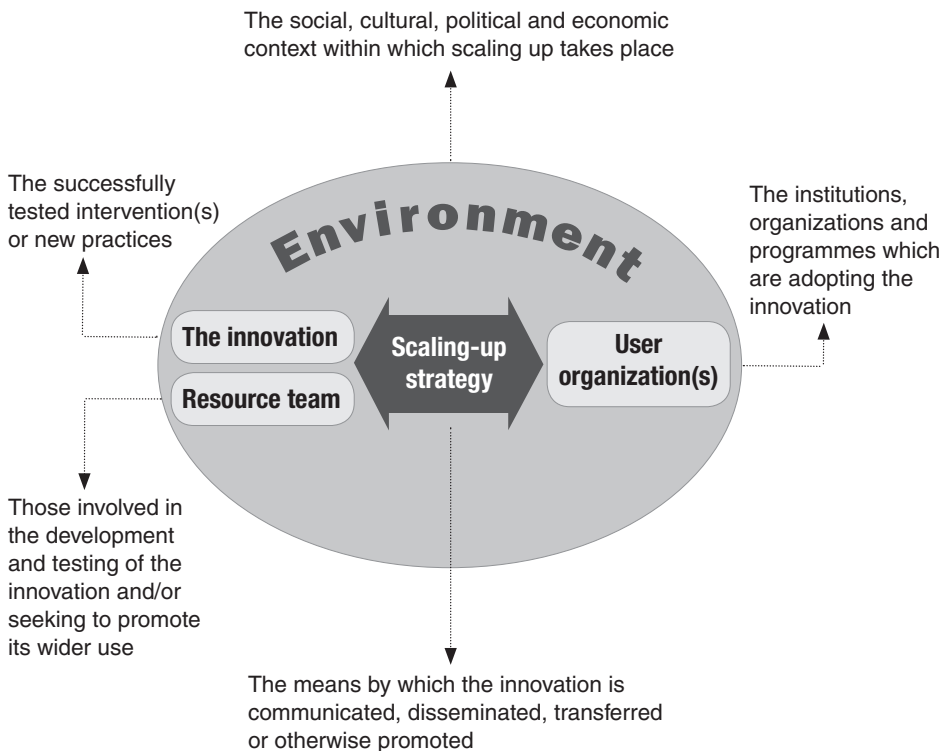 The social, cultural, political and economic
context within which scaling up takes place
The successfully
tested intervention(s)
or new practices
The institutions,
organizations and
programmes which
are adopting the
innovation
Environment
The innovation
Resource team
Scaling-up
strategy
User
organization(s)
Those involved in
the development
and testing of the
innovation and/or
seeking to promote
its wider use
The means by which the innovation is
communicated, disseminated, transferred
or otherwise promoted